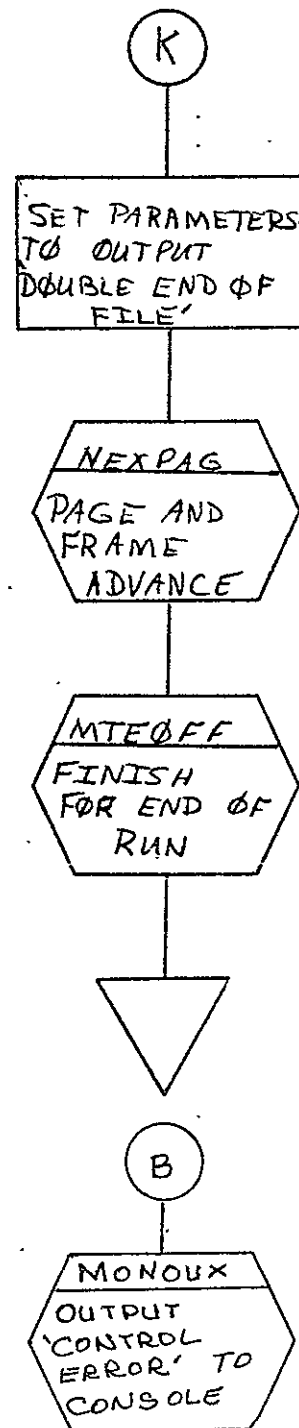 K
SET PARAMETERS
TØ ØUTPUT
DØUBLE END ØF
FILE'
NEXPAG
PAGE AND
FRAME
ADVANCE
MTEØFF
FINISH
FØR END ØF
RUN
B
MONOUX
OUTPUT
'CONTROL
ERROR' TO
CONSOLE